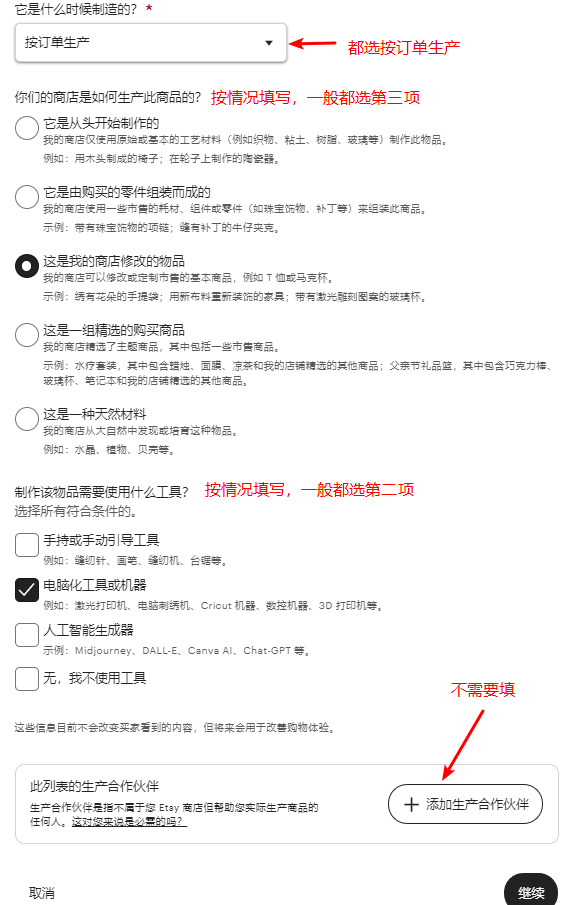 它是什么时候制造的？ *
按订单生产
都选按订单生产
你们的商店是如何生产此商品的？ 按情况填写，一般都选第三项
它是从头开始制作的
我的商店仅使用原始或基本的工艺材料（例如织物、粘土、树脂、玻璃等）制作此物品。
例如：用木头制成的椅子；在轮子上制作的陶瓷器。
它是由购买的零件组装而成的
我的商店使用一些市售的耗材、组件或零件（如珠宝饰物、补丁等）来组装此商品。
示例：带有珠宝饰物的项链；缝有补丁的牛仔夹克。
这是我的商店修改的物品
我的商店可以修改或定制市售的基本商品，例如 T 恤或马克杯。
示例：绣有花朵的手提袋；用新布料重新装饰的家具；带有激光雕刻图案的玻璃杯。
这是一组精选的购买商品
我的商店精选了主题商品，其中包括一些市售商品。
示例：水疗套装，其中包含蜡烛、面膜、凉茶和我的店铺精选的其他商品；父亲节礼品篮，其中包含巧克力棒、
玻璃杯、笔记本和我的店铺精选的其他商品。
这是一种天然材料
我的商店从大自然中发现或培育这种物品。
例如：水晶、植物、贝壳等。
制作该物品需要使用什么工具？ 按情况填写，一般都选第二项
选择所有符合条件的。
手持或手动引导工具
例如：缝纫针、画笔、缝纫机、台锯等。
电脑化工具或机器
例如：激光打印机、电脑刺绣机、Cricut 机器、数控机器、3D 打印机等。
人工智能生成器
示例：Midjourney、DALL-E、Canva AI、Chat-GPT 等。
无，我不使用工具
不需要填
这些信息目前不会改变买家看到的内容，但将来会用于改善购物体验。
此列表的生产合作伙伴
生产合作伙伴是指不属于您 Etsy 商店但帮助您实际生产商品的
任何人。这对您来说是必需的吗？
添加生产合作伙伴
取消
继续